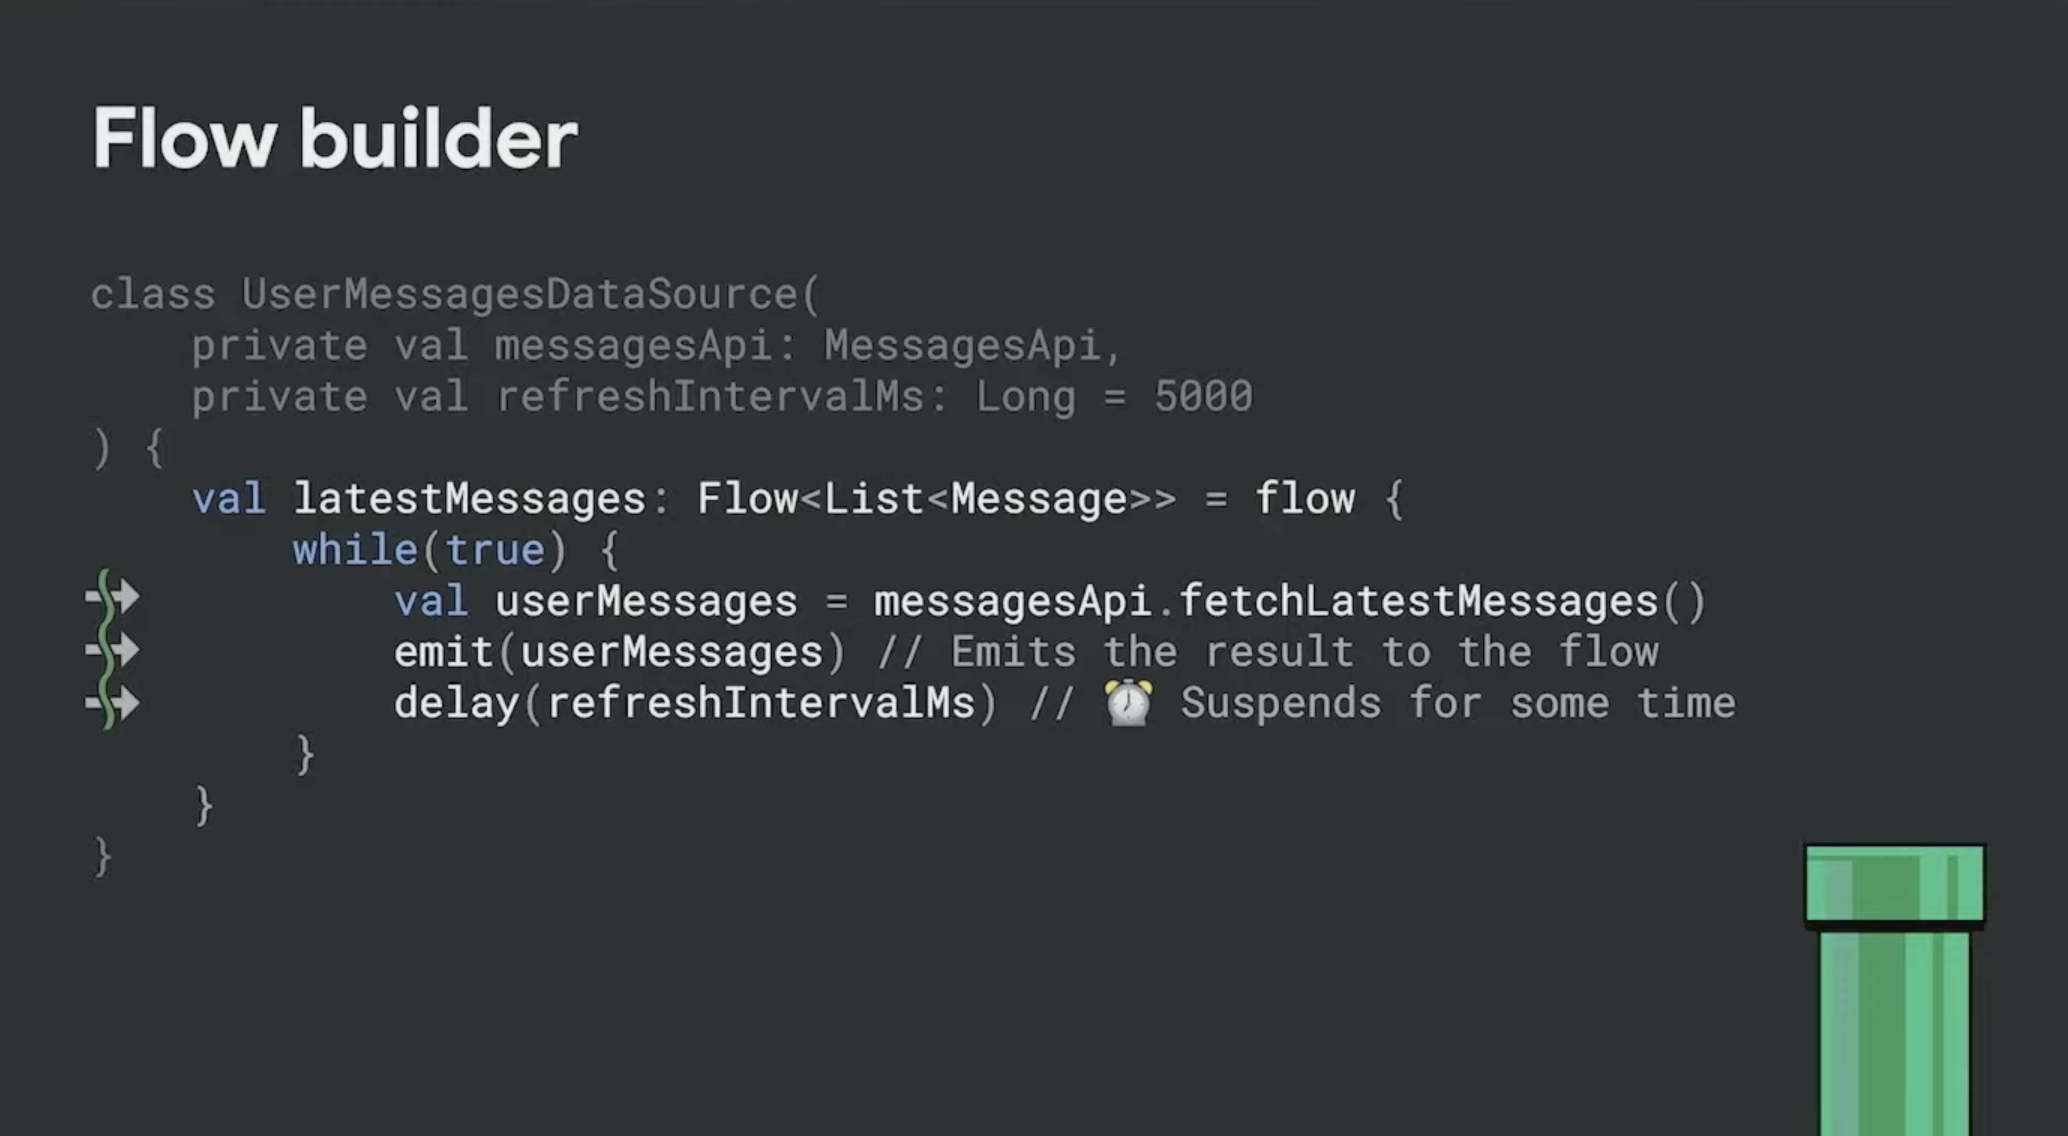 Flow builder
class UserMessagesDataSource(
    private val messagesApi: MessagesApi,
    private val refreshIntervalMs: Long = 5000
) {
    val latestMessages: Flow<List<Message>> = flow {
        while(true) {
            val userMessages = messagesApi.fetchLatestMessages()
            emit(userMessages) // Emits the result to the flow
            delay(refreshIntervalMs) // ⏰ Suspends for some time
        }
    }
}